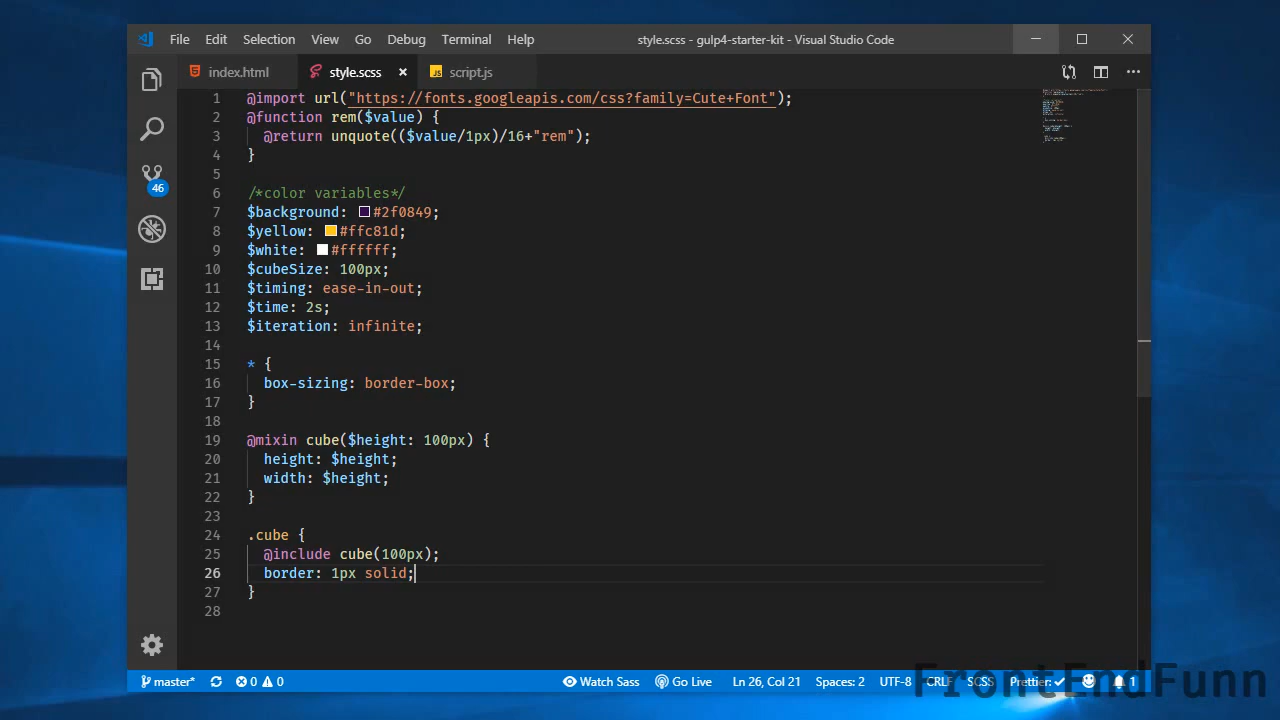 File Edit Selection View Go Debug Terminal Help style.scss - gulp4-starter-kit - Visual Studio Code
index.html style.scss JS script.js
46
1 @import url("https://fonts.googleapis.com/css?family=Cute+Font");
2 @function rem($value) {
3 @return unquote(($value/1px)/16+"rem");
4 }
5
6 /*color variables*/
7 $background: #2f0849;
8 $yellow: #ffc81d;
9 $white: #ffffff;
10 $cubeSize: 100px;
11 $timing: ease-in-out;
12 $time: 2s;
13 $iteration: infinite;
14
15 * {
16 box-sizing: border-box;
17 }
18
19 @mixin cube($height: 100px) {
20 height: $height;
21 width: $height;
22 }
23
24 .cube {
25 @include cube(100px);
26 border: 1px solid;
27 }
28
master* 0 0 Watch Sass Go Live Ln 26, Col 21 Spaces: 2 UTF-8 CRLF SCSS Prettier: 1
FrontEndFunn